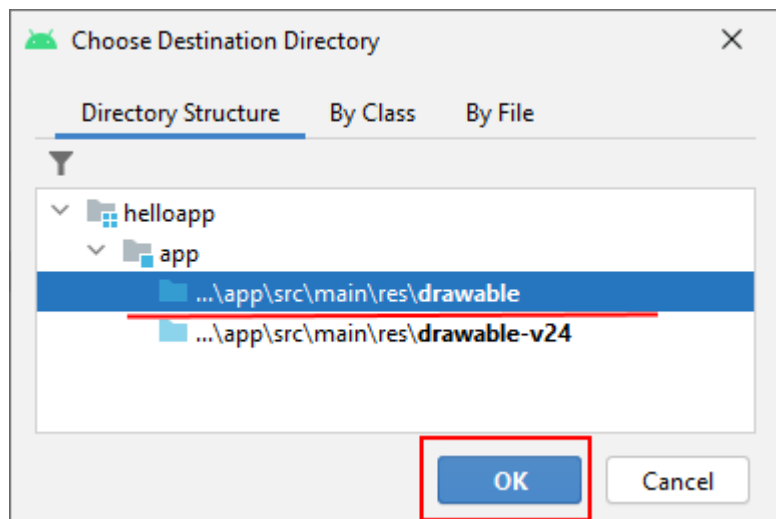 Choose Destination Directory
Directory Structure By Class By File
helloapp
app
...\app\src\main\res\drawable
...\app\src\main\res\drawable-v24
OK Cancel